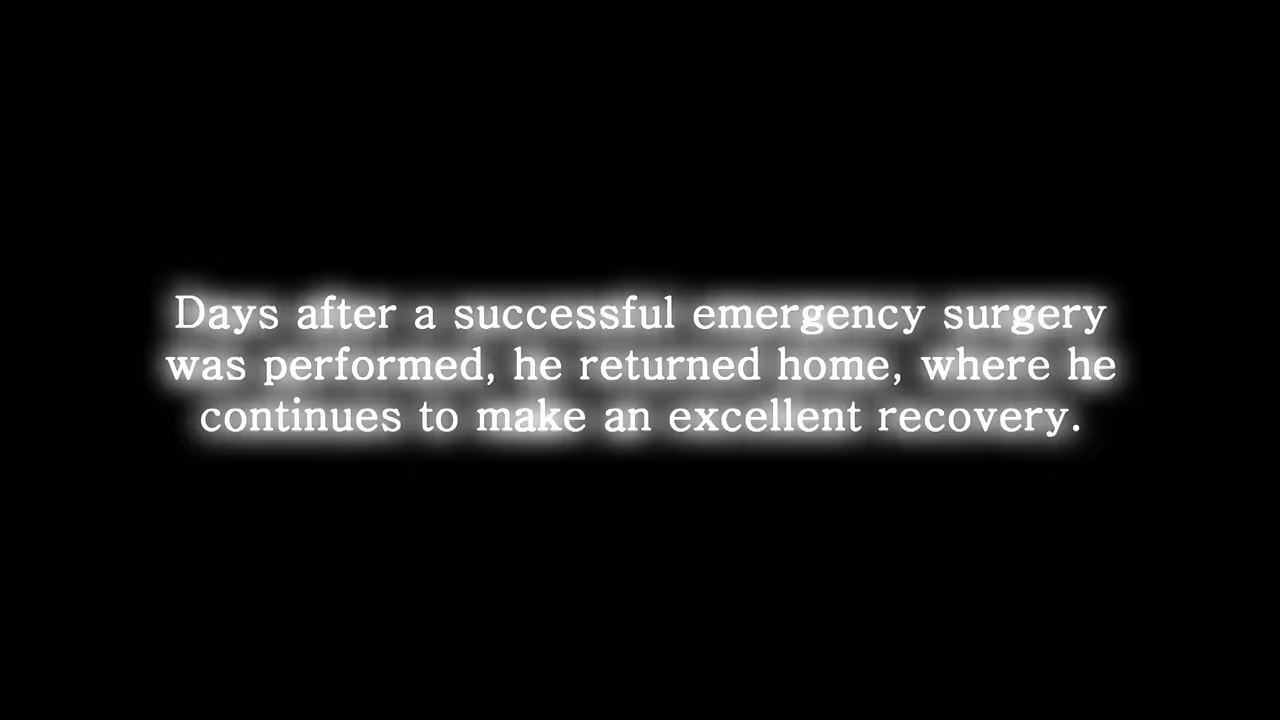 Days after a successful emergency surgery
was performed, he returned home, where he
continues to make an excellent recovery.